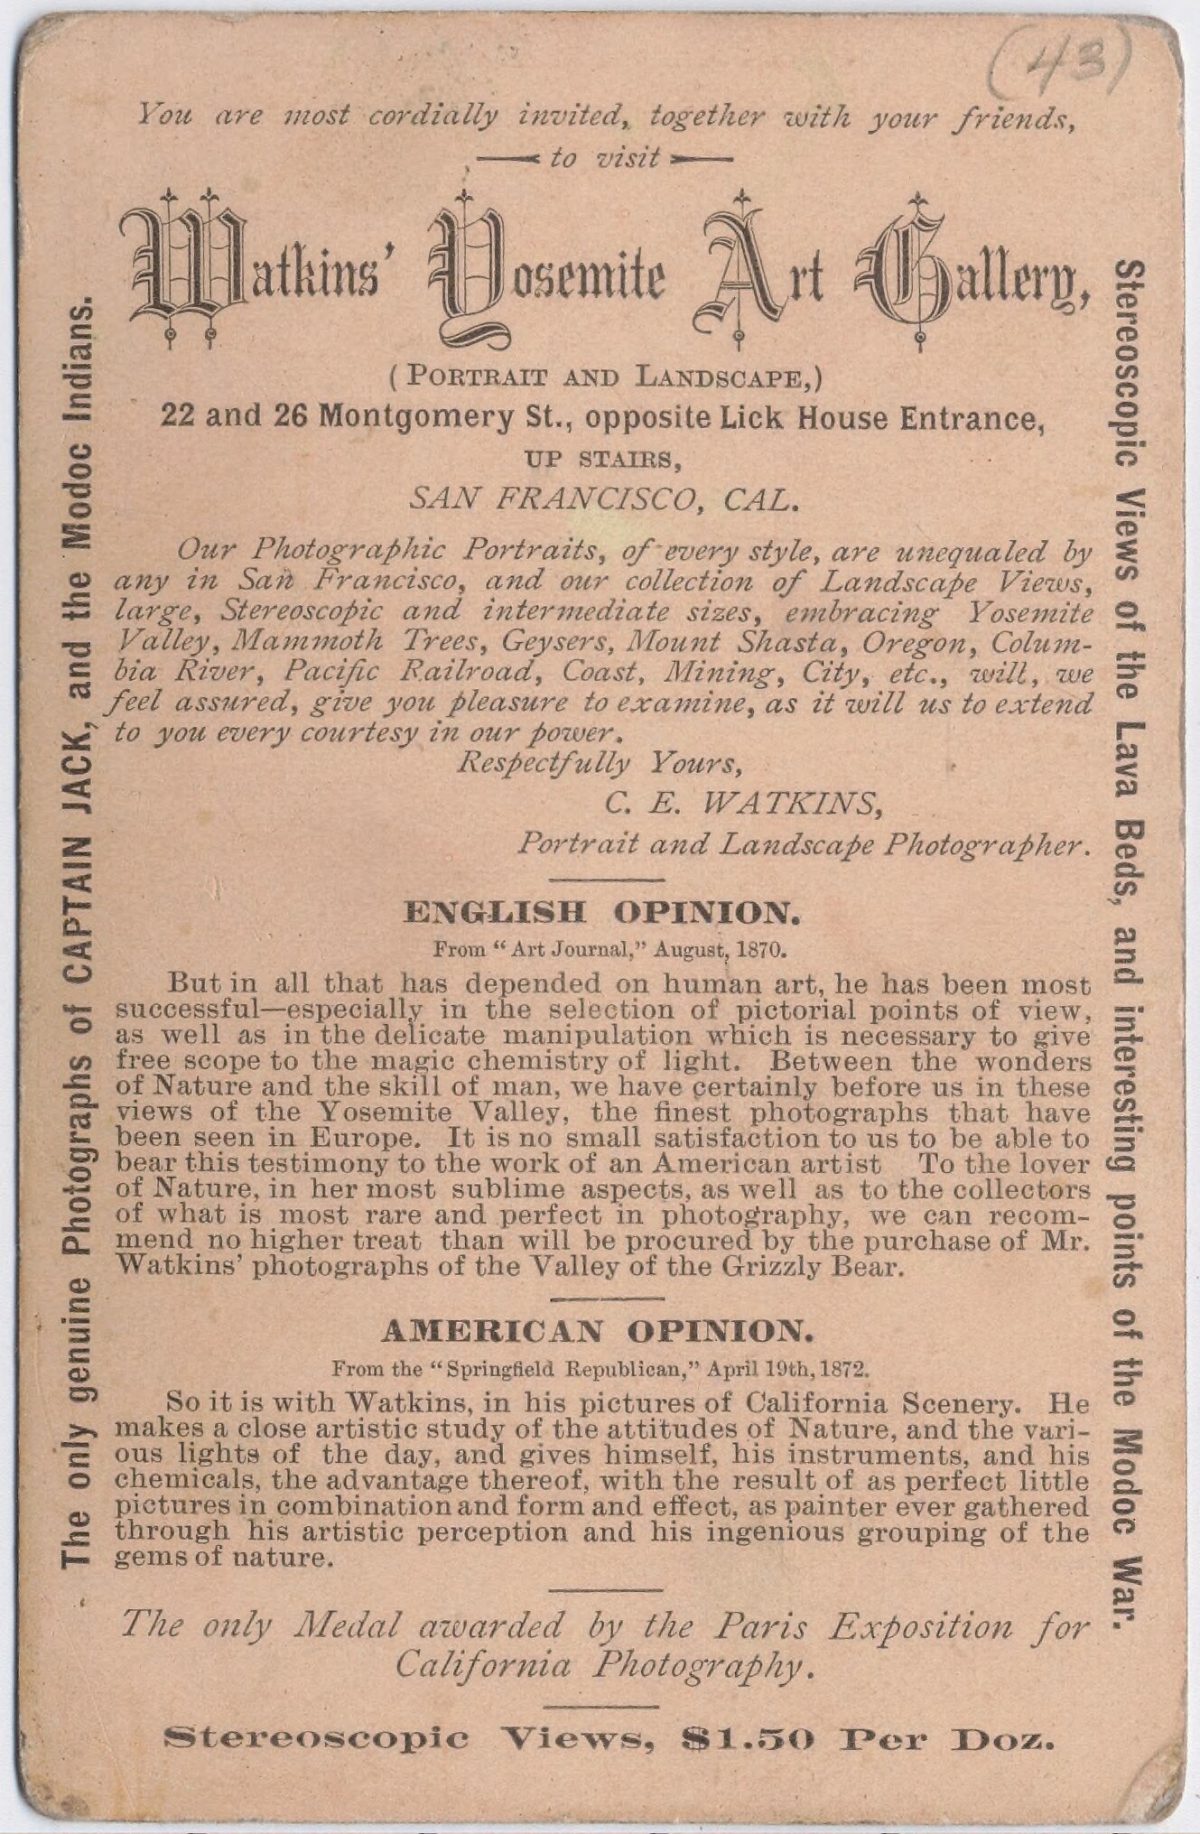 (43)
You are most cordially invited, together with your friends,
to visit
Watkins' Yosemite Art Gallery,
(PORTRAIT AND LANDSCAPE,)
22 and 26 Montgomery St., opposite Lick House Entrance,
UP STAIRS,
SAN FRANCISCO, CAL.
Our Photographic Portraits, of every style, are unequaled by
any in San Francisco, and our collection of Landscape Views,
large, Stereoscopic and intermediate sizes, embracing Yosemite
Valley, Mammoth Trees, Geysers, Mount Shasta, Oregon, Colum-
bia River, Pacific Railroad, Coast, Mining, City, etc., will, we
feel assured, give you pleasure to examine, as it will us to extend
to you every courtesy in our power.
Respectfully Yours,
C. E. WATKINS,
Portrait and Landscape Photographer.
ENGLISH OPINION.
From "Art Journal," August, 1870.
But in all that has depended on human art, he has been most
successful—especially in the selection of pictorial points of view,
as well as in the delicate manipulation which is necessary to give
free scope to the magic chemistry of light. Between the wonders
of Nature and the skill of man, we have certainly before us in these
views of the Yosemite Valley, the finest photographs that have
been seen in Europe. It is no small satisfaction to us to be able to
bear this testimony to the work of an American artist To the lover
of Nature, in her most sublime aspects, as well as to the collectors
of what is most rare and perfect in photography, we can recom-
mend no higher treat than will be procured by the purchase of Mr.
Watkins' photographs of the Valley of the Grizzly Bear.
AMERICAN OPINION.
From the "Springfield Republican," April 19th, 1872.
So it is with Watkins, in his pictures of California Scenery. He
makes a close artistic study of the attitudes of Nature, and the vari-
ous lights of the day, and gives himself, his instruments, and his
chemicals, the advantage thereof, with the result of as perfect little
pictures in combination and form and effect, as painter ever gathered
through his artistic perception and his ingenious grouping of the
gems of nature.
The only Medal awarded by the Paris Exposition for
California Photography.
Stereoscopic Views, $1.50 Per Doz.
The only genuine Photographs of CAPTAIN JACK, and the Modoc Indians.
Stereoscopic Views of the Lava Beds, and interesting points of the Modoc War.